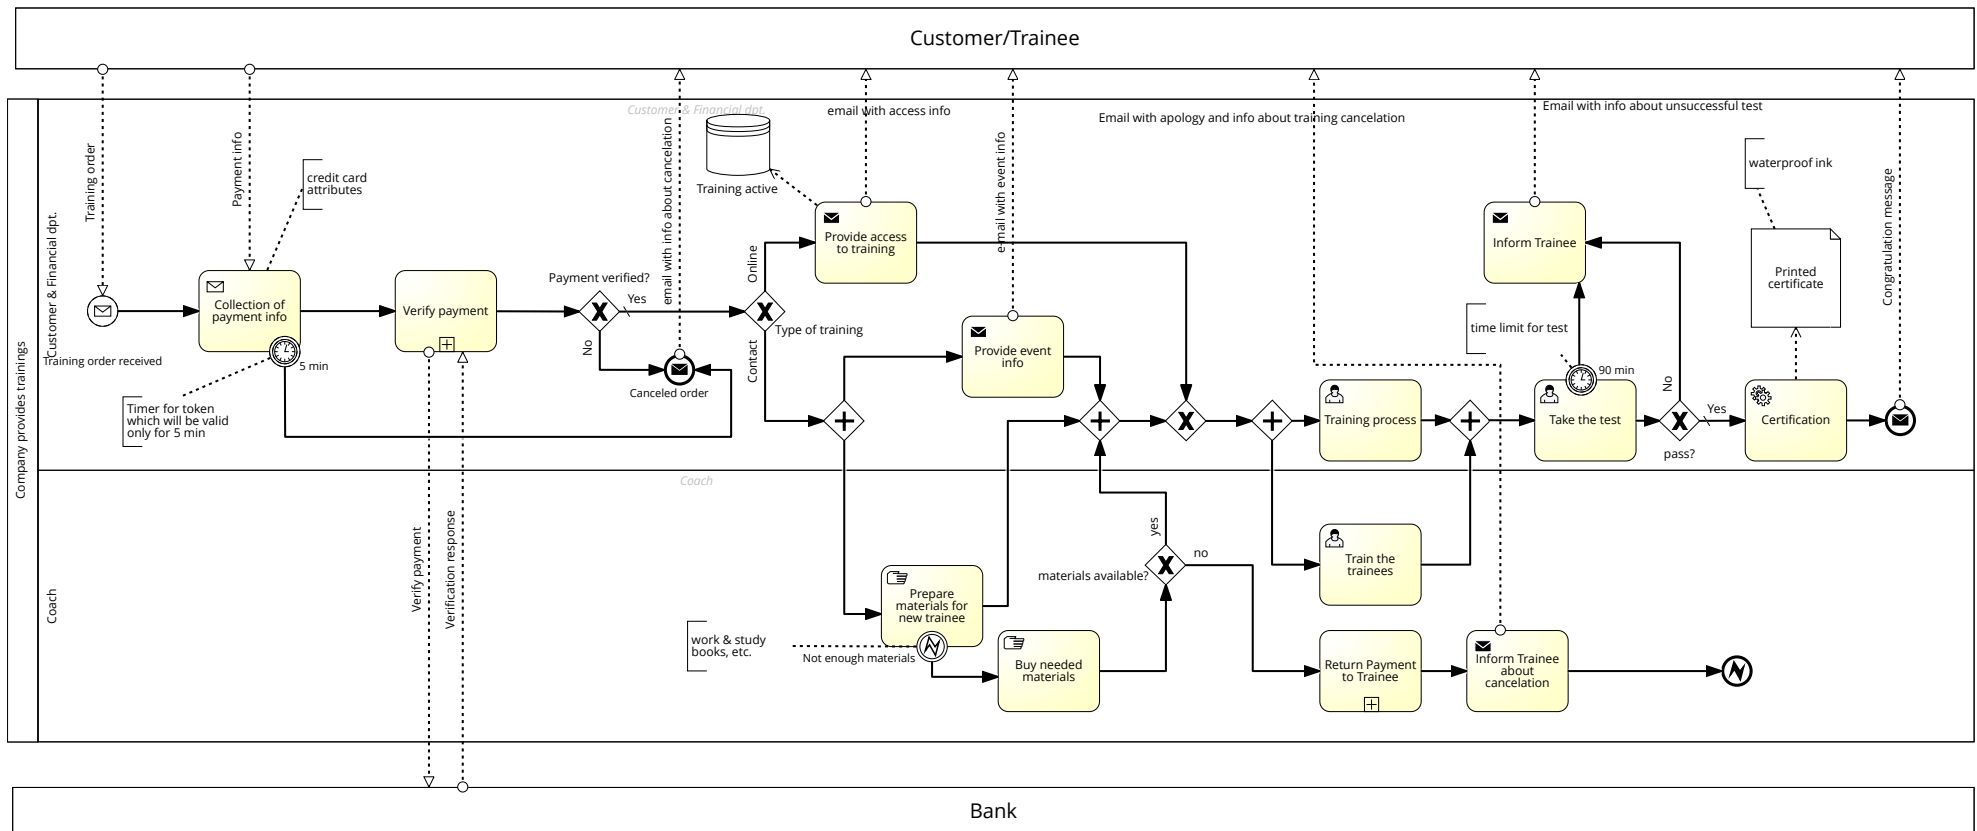 Customer/Trainee
Company provides trainings
Customer & Financial dpt.
Customer & Financial dpt.
Training order
Payment info
credit card
attributes
Training order received
Collection of
payment info
5 min
Timer for token
which will be valid
only for 5 min
Verify payment
Payment verified?
Yes
No
email with info about cancelation
Canceled order
Training active
Online
Contact
Type of training
email with access info
Provide access
to training
e-mail with event info
Provide event
info
Email with apology and info about training cancelation
Email with info about unsuccessful test
Inform Trainee
time limit for test
90 min
Training process
Take the test
No
Yes
pass?
waterproof ink
Printed
certificate
Certification
Congratulation message
Coach
Coach
Verify payment
Verification response
work & study
books, etc.
Prepare
materials for
new trainee
Not enough materials
Buy needed
materials
materials available?
yes
no
Train the
trainees
Return Payment
to Trainee
Inform Trainee
about
cancelation
Bank